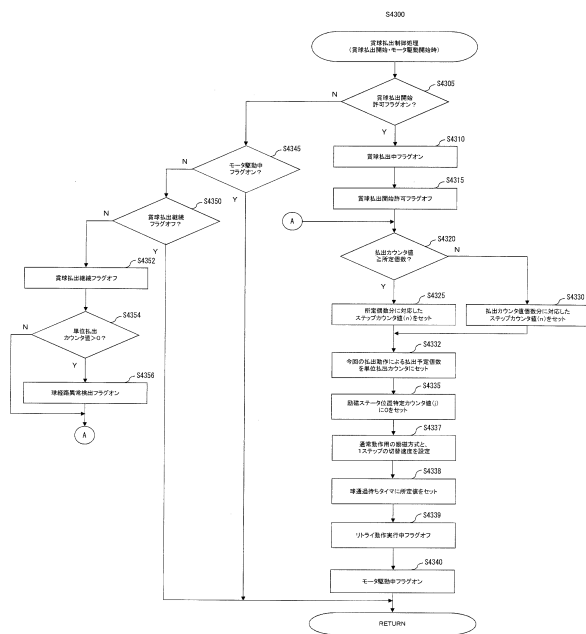 S4300
賞球払出制御処理
(賞球払出開始・モータ駆動開始時)
S4305
賞球払出開始
許可フラグオン?
N
Y
S4310
賞球払出中フラグオン
S4315
賞球払出開始許可フラグオフ
A
S4320
払出カウンタ値
≧所定個数?
Y
N
S4325
所定個数分に対応した
ステップカウンタ値(n)をセット
S4330
払出カウンタ値個数分に対応した
ステップカウンタ値(n)をセット
S4332
今回の払出動作による払出予定個数
を単位払出カウンタにセット
S4335
励磁ステータ位置特定カウンタ値(j)
に0をセット
S4337
通常動作用の励磁方式と、
1ステップの切替速度を設定
S4338
球通過待ちタイマに所定値をセット
S4339
リトライ動作実行中フラグオフ
S4340
モータ駆動中フラグオン
RETURN
S4345
モータ駆動中
フラグオン?
N
Y
S4350
賞球払出継続
フラグオフ?
N
Y
S4352
賞球払出継続フラグオフ
S4354
単位払出
カウンタ値>0?
N
Y
S4356
球経路異常検出フラグオン
A